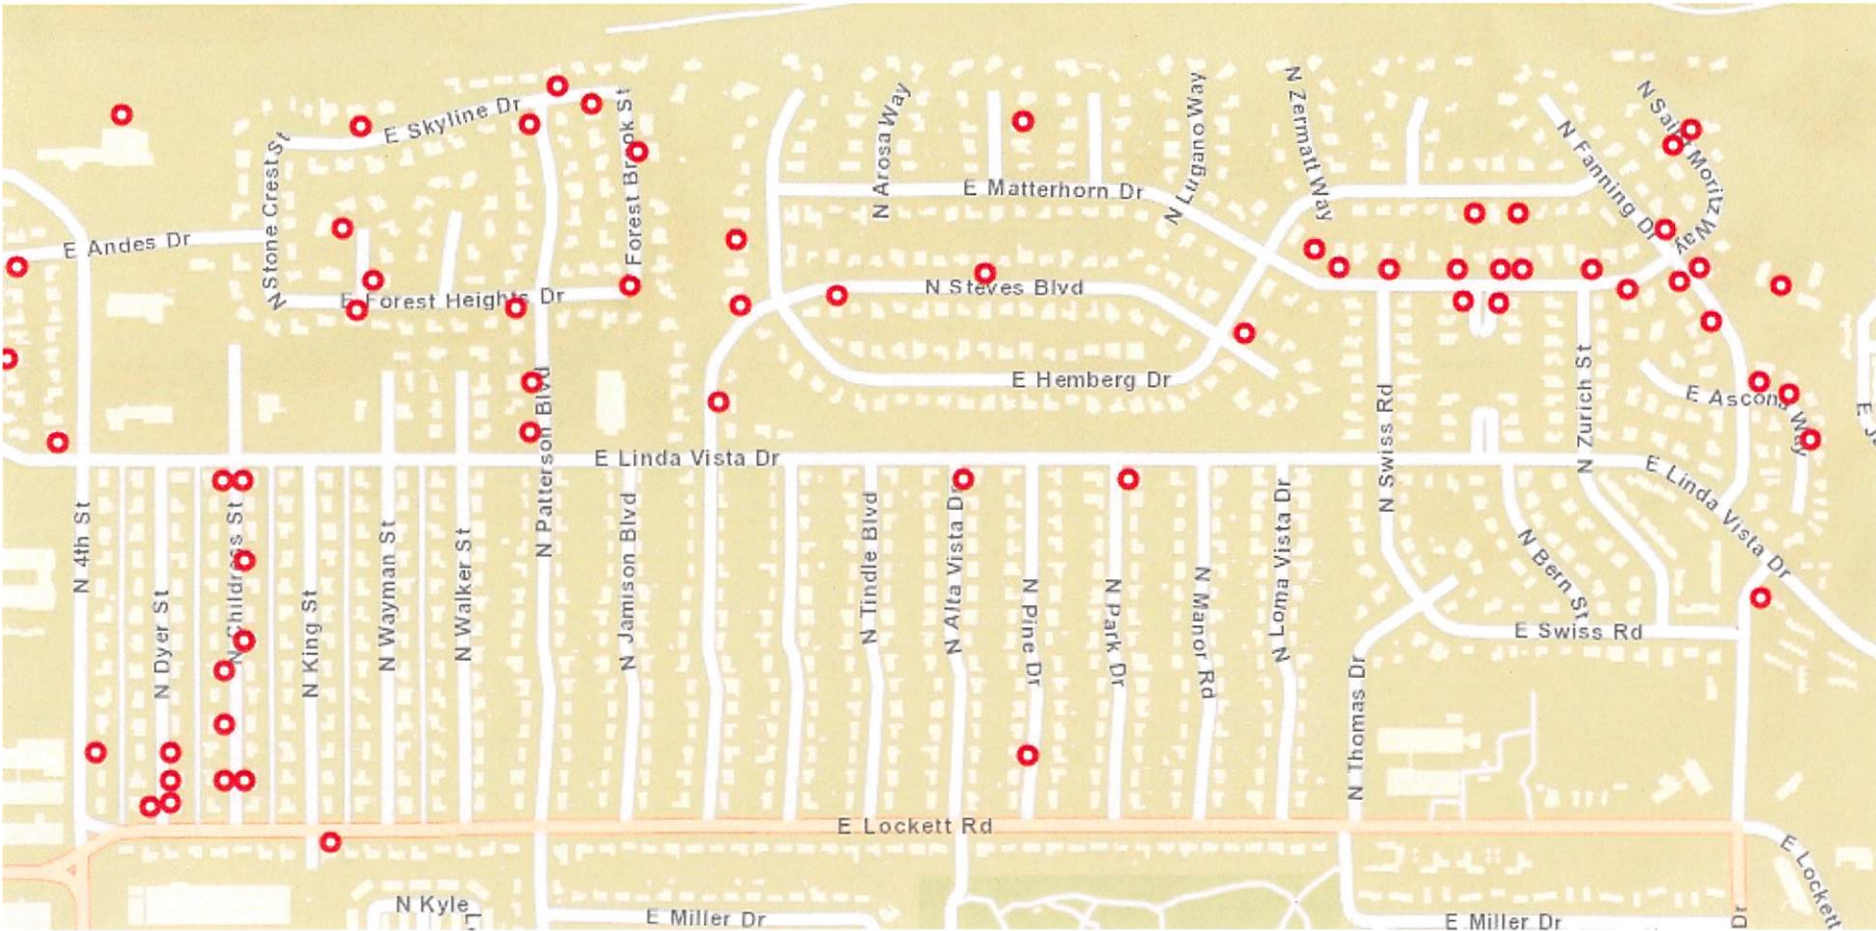 E Skyline Dr
N Stone Crest St
Forest Brook St
E Andes Dr
E Forest Heights Dr
N Arosa Way
E Matterhorn Dr
N Lugano Way
N Zermatt Way
N Fanning Dr
N Saint Moritz Way
N Steves Blvd
E Hemberg Dr
E Ascona Way
N Patterson Blvd
E Linda Vista Dr
N Swiss Rd
N Zurich St
E Linda Vista Dr
N 4th St
N Dyer St
N Childress St
N King St
N Wayman St
N Walker St
N Jamison Blvd
N Tindle Blvd
N Alta Vista Dr
N Pine Dr
N Park Dr
N Manor Rd
N Loma Vista Dr
N Bern St
E Swiss Rd
N Thomas Dr
E Lockett Rd
E Lockett
N Kyle
E Miller Dr
E Miller Dr
Dr